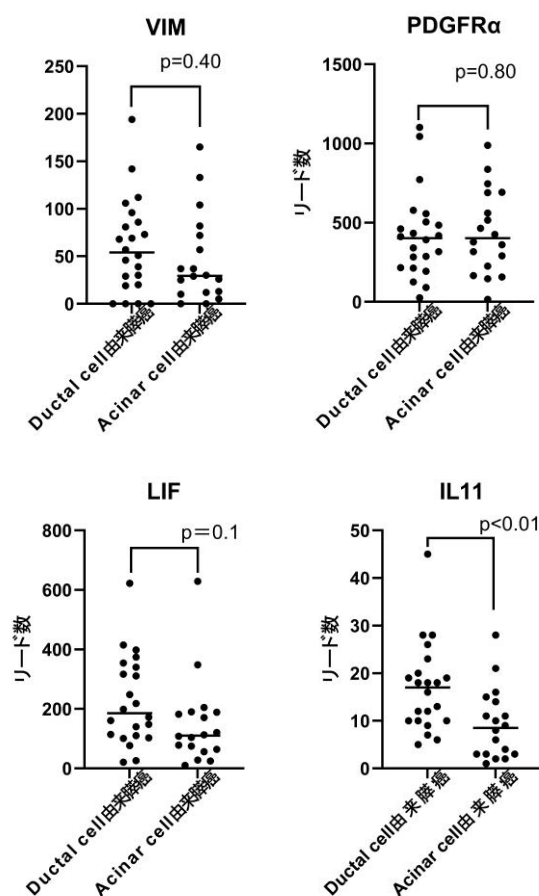 VIM
p=0.40
250
200
150
100
50
0
Ductal cell由来膵癌
Acinar cell由来膵癌
PDGFRα
p=0.80
リード数
1500
1000
500
0
Ductal cell由来膵癌
Acinar cell由来膵癌
LIF
p＝0.1
リード数
800
600
400
200
0
Ductal cell由来膵癌
Acinar cell由来膵癌
IL11
p<0.01
リード数
50
40
30
20
10
0
Ductal cell由来膵癌
Acinar cell由来膵癌